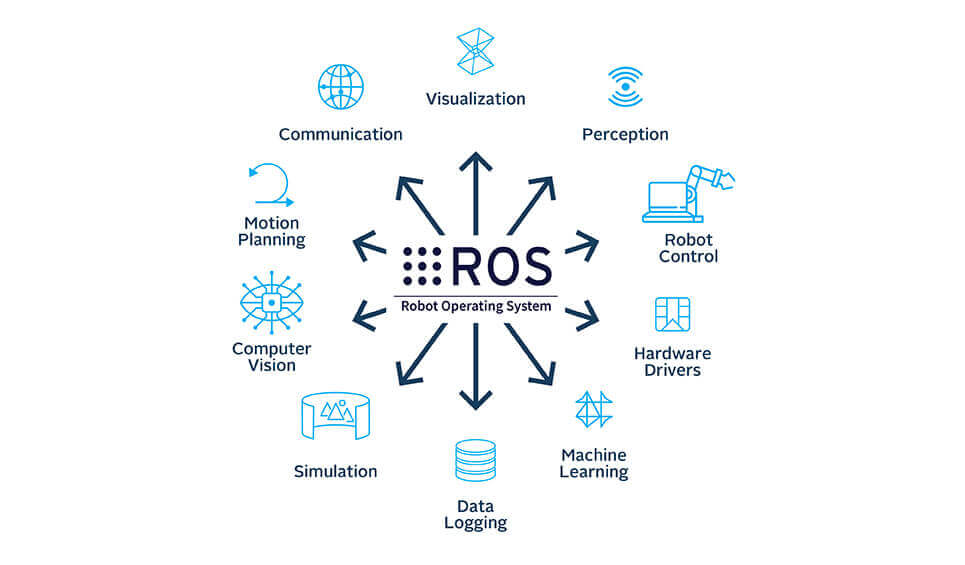 Visualization
Communication
Perception
Motion
Planning
Robot
Control
ROS
Robot Operating System
Computer
Vision
Hardware
Drivers
Simulation
Machine
Learning
Data
Logging